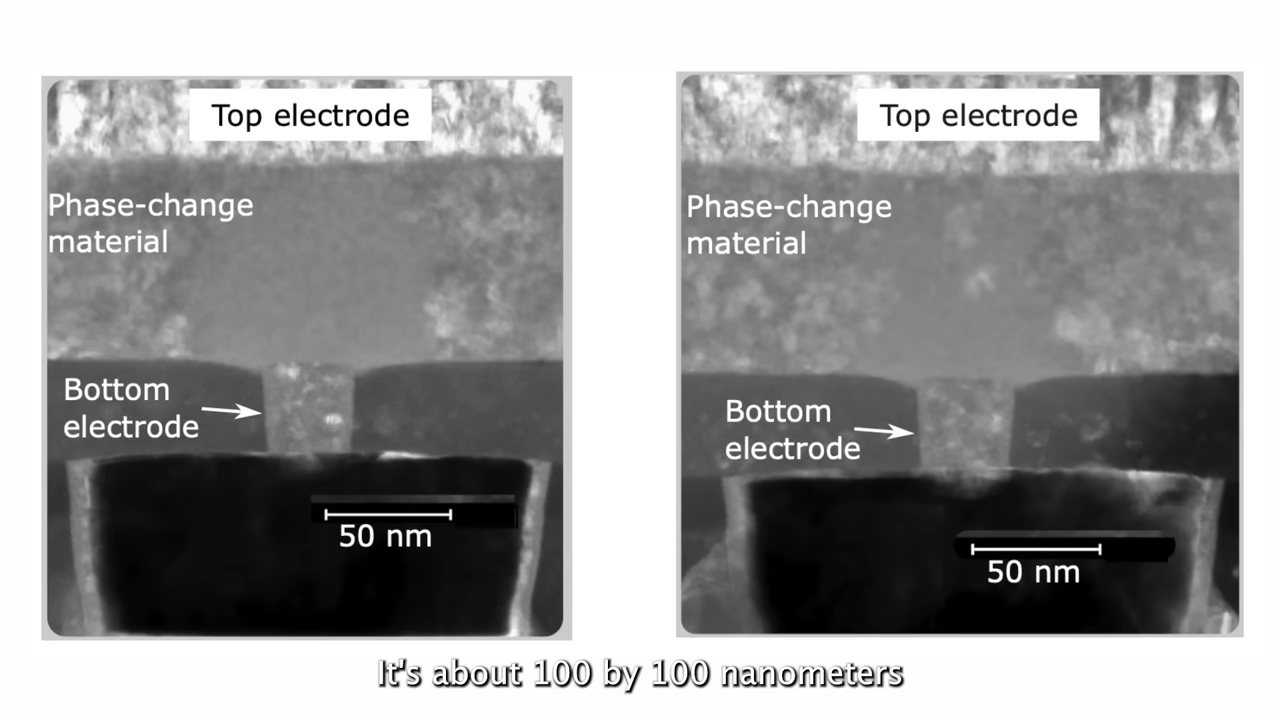 Top electrode
Phase-change
material
Bottom
electrode
50 nm
Top electrode
Phase-change
material
Bottom
electrode
50 nm
It's about 100 by 100 nanometers